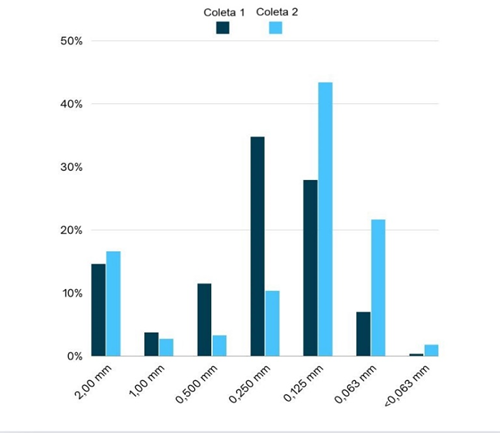 Coleta 1 Coleta 2
50%
40%
30%
20%
10%
0%
2,00 mm
1,00 mm
0,500 mm
0,250 mm
0,125 mm
0,063 mm
<0,063 mm